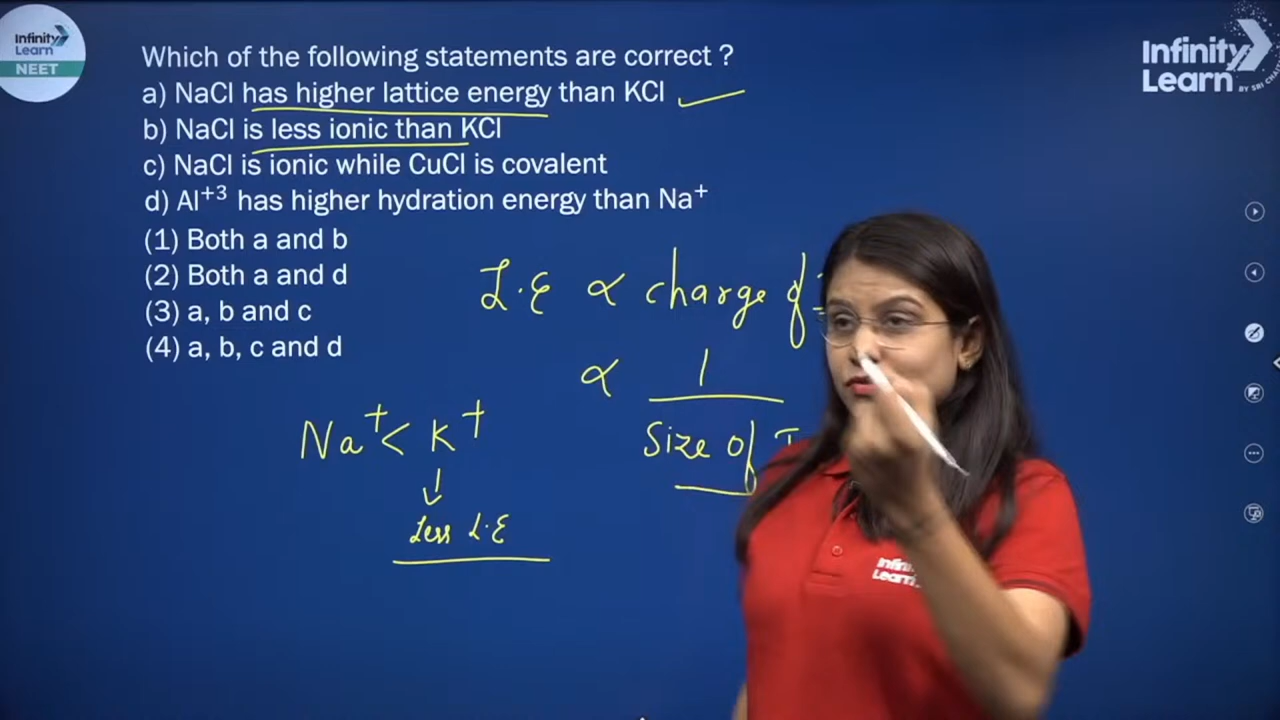 Infinity
Learn
NEET
Infinity
Learn
BY SRI
Which of the following statements are correct ?
a) NaCl has higher lattice energy than KCl
b) NaCl is less ionic than KCl
c) NaCl is ionic while CuCl is covalent
d) Al⁺³ has higher hydration energy than Na⁺
(1) Both a and b
(2) Both a and d
(3) a, b and c
(4) a, b, c and d
L.E ∝ charge of
∝ 1
Size of
Na⁺ < K⁺
↓
Less L.E